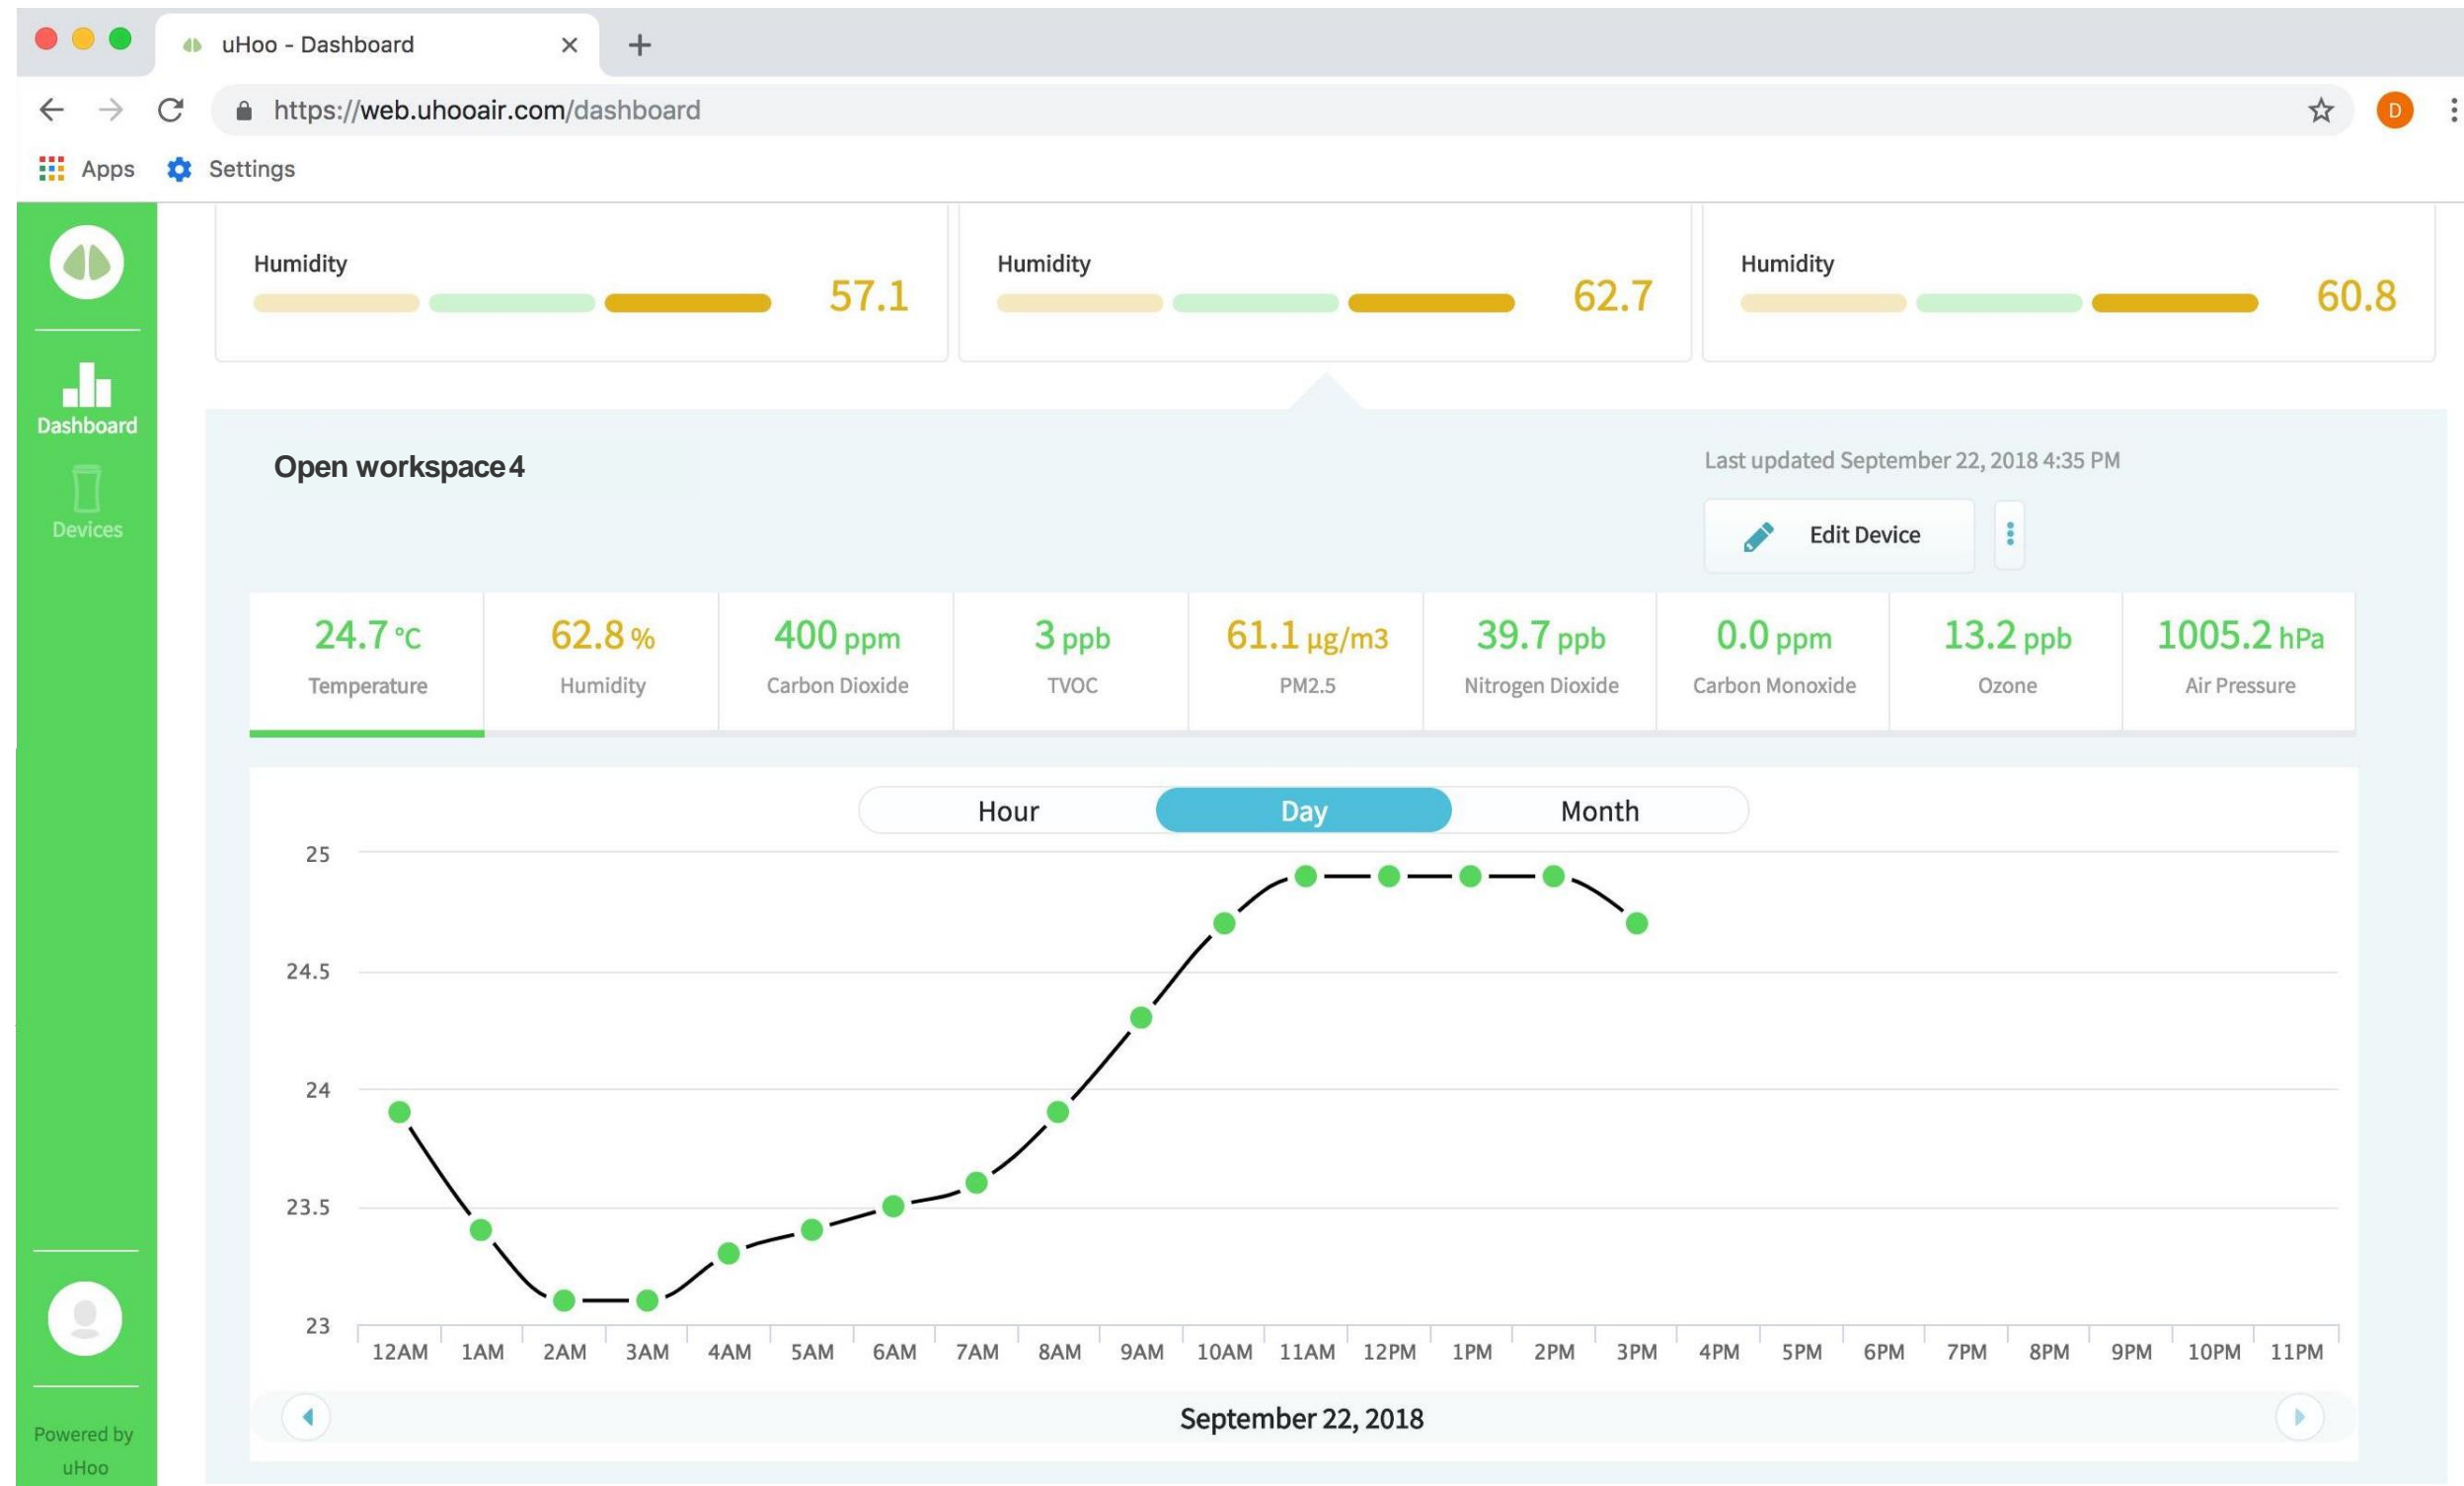 uHoo - Dashboard
https://web.uhooair.com/dashboard
D
Apps Settings
Humidity
57.1
Humidity
62.7
Humidity
60.8
Dashboard
Devices
Open workspace 4
Last updated September 22, 2018 4:35 PM
Edit Device
24.7 °C
Temperature
62.8 %
Humidity
400 ppm
Carbon Dioxide
3 ppb
TVOC
61.1 µg/m3
PM2.5
39.7 ppb
Nitrogen Dioxide
0.0 ppm
Carbon Monoxide
13.2 ppb
Ozone
1005.2 hPa
Air Pressure
Hour Day Month
25
24.5
24
23.5
23
12AM 1AM 2AM 3AM 4AM 5AM 6AM 7AM 8AM 9AM 10AM 11AM 12PM 1PM 2PM 3PM 4PM 5PM 6PM 7PM 8PM 9PM 10PM 11PM
September 22, 2018
Powered by
uHoo